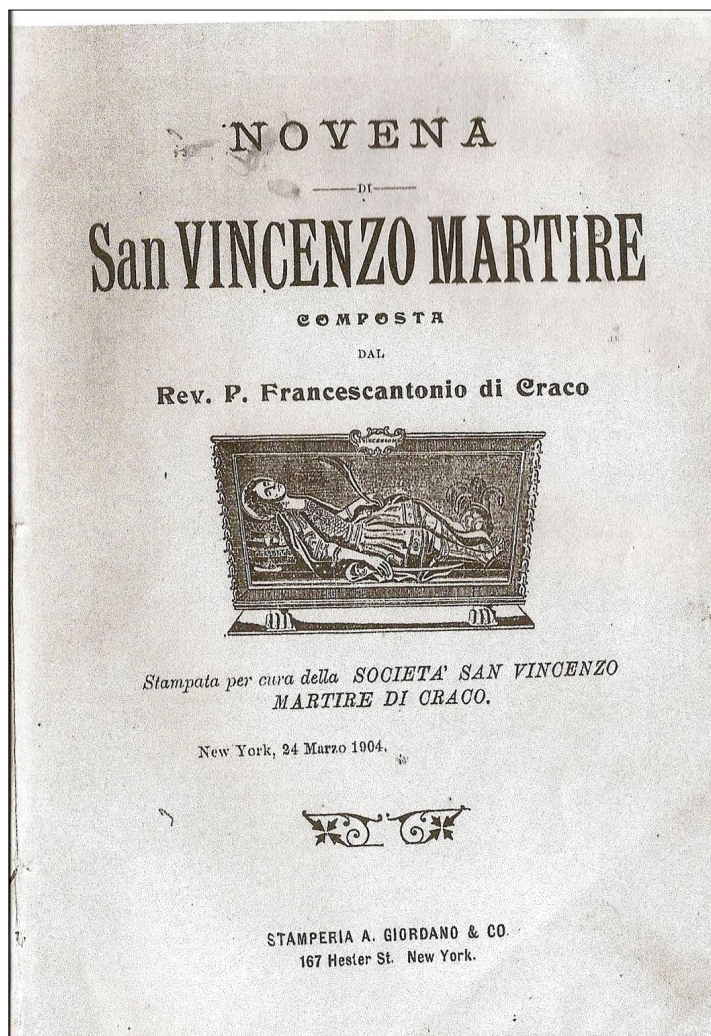 NOVENA
DI
San VINCENZO MARTIRE
COMPOSTA
DAL
Rev. P. Francescantonio di Craco
Stampata per cura della SOCIETA' SAN VINCENZO
MARTIRE DI CRACO.
New York, 24 Marzo 1904.
STAMPERIA A. GIORDANO & CO.
167 Hester St. New York.